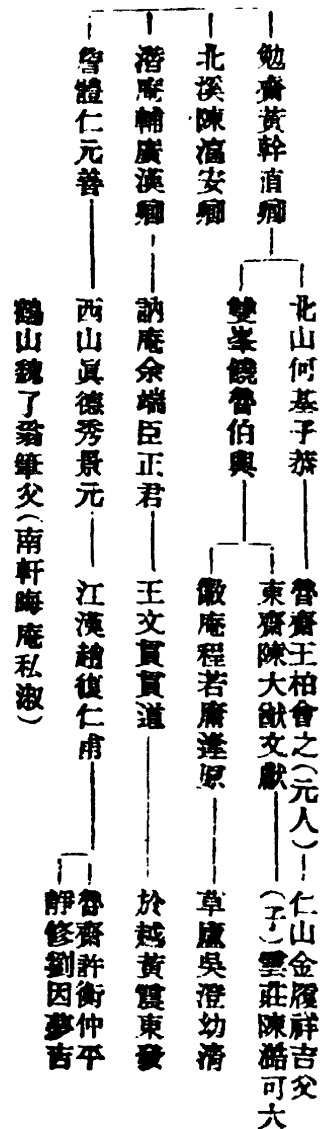 勉齋黃幹直卿
北溪陳淳安卿
潛庵輔廣漢卿
詹體仁元善
北山何基子恭
雙峯饒魯伯輿
訥庵余端臣正君
西山眞德秀景元
鶴山魏了翁華父(南軒晦庵私淑)
魯齋王柏會之(元人)
東齋陳大猷文獻
徽庵程若庸逢原
王文貫貫道
江漢趙復仁甫
仁山金履祥吉父
(子)雲莊陳澔可大
草廬吳澄幼清
於越黃震東發
魯齋許衡仲平
靜修劉因夢吉